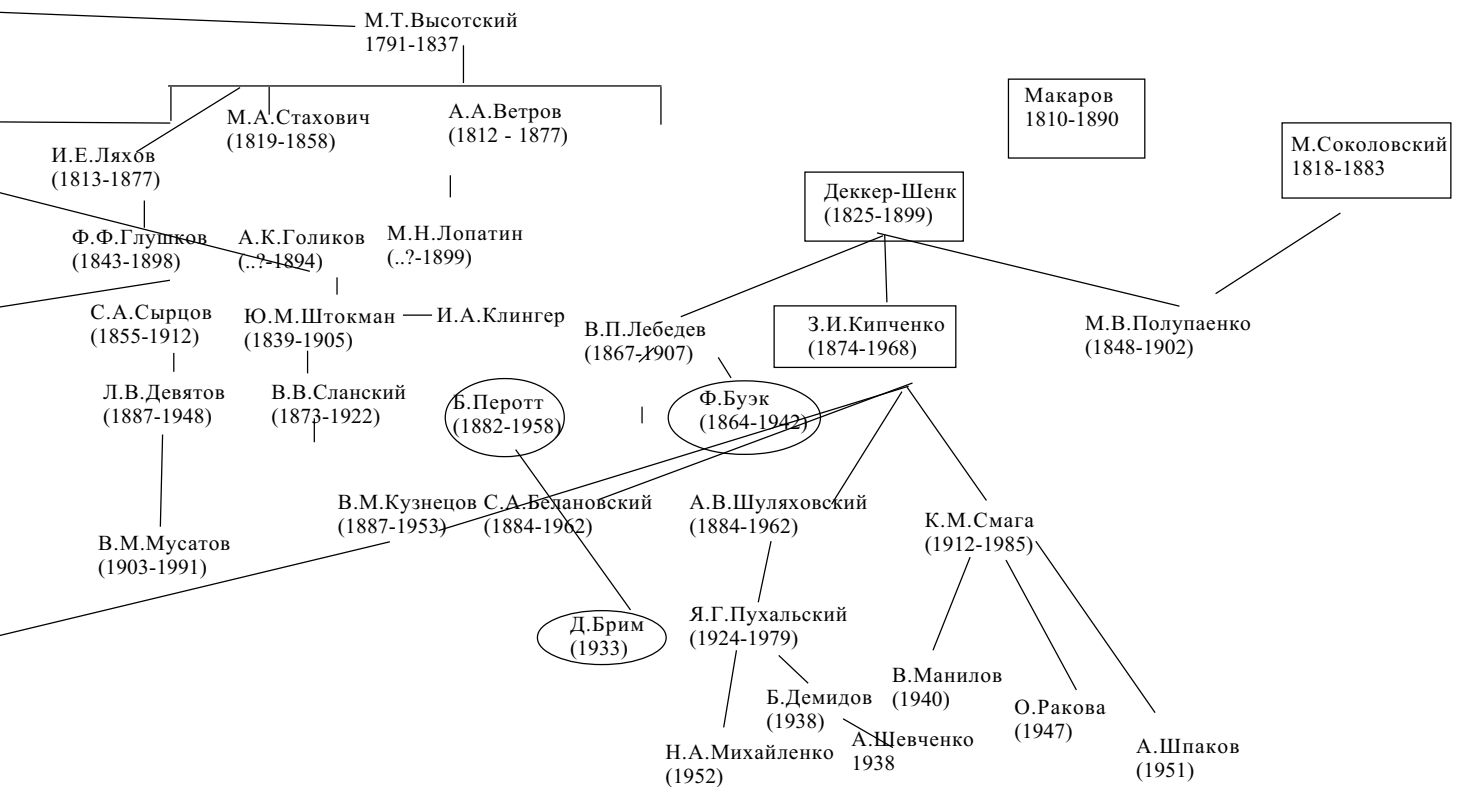 М.Т.Высотский
1791-1837
Макаров
1810-1890
М.А.Стахович
(1819-1858)
А.А.Ветров
(1812 - 1877)
М.Соколовский
1818-1883
И.Е.Ляхов
(1813-1877)
Деккер-Шенк
(1825-1899)
Ф.Ф.Глушков
(1843-1898)
А.К.Голиков
(..?-1894)
М.Н.Лопатин
(..?-1899)
С.А.Сырцов
(1855-1912)
Ю.М.Штокман
(1839-1905)
И.А.Клингер
В.П.Лебедев
(1867-1907)
З.И.Кипченко
(1874-1968)
М.В.Полупаенко
(1848-1902)
Л.В.Девятов
(1887-1948)
В.В.Сланский
(1873-1922)
Б.Перотт
(1882-1958)
Ф.Буэк
(1864-1942)
В.М.Кузнецов
(1887-1953)
С.А.Белановский
(1884-1962)
А.В.Шуляховский
(1884-1962)
К.М.Смага
(1912-1985)
В.М.Мусатов
(1903-1991)
Д.Брим
(1933)
Я.Г.Пухальский
(1924-1979)
В.Манилов
(1940)
Б.Демидов
(1938)
О.Ракова
(1947)
Н.А.Михайленко
(1952)
А.Шевченко
1938
А.Шпаков
(1951)